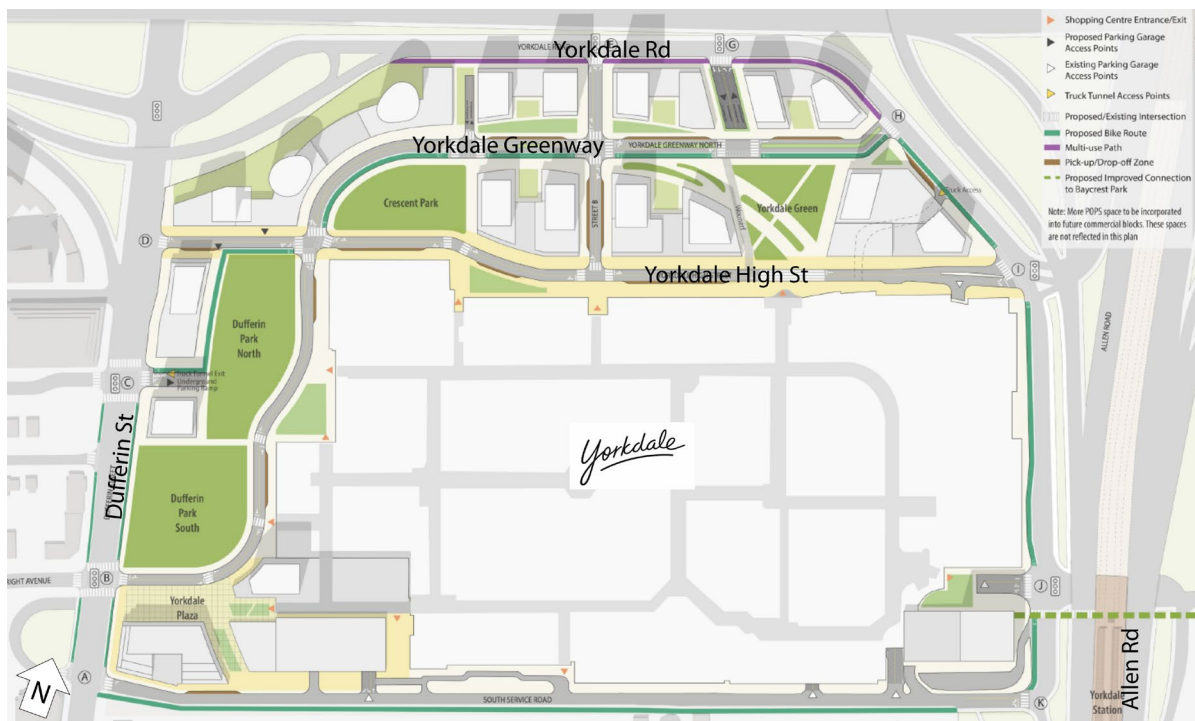 Shopping Centre Entrance/Exit
Proposed Parking Garage
Access Points
Existing Parking Garage
Access Points
Truck Tunnel Access Points
Proposed/Existing Intersection
Proposed Bike Route
Multi-use Path
Pick-up/Drop-off Zone
Proposed Improved Connection
to Baycrest Park
Note: More POPS space to be incorporated
into future commercial blocks. These spaces
are not reflected in this plan
Yorkdale Rd
G
H
Yorkdale Greenway
YORKDALE GREENWAY NORTH
Truck Access
Crescent Park
STREET B
Yorkdale Green
D
Yorkdale High St
I
ALLEN ROAD
Dufferin
Park
North
Truck Tunnel Exit
Underground
Parking Ramp
C
Dufferin St
yorkdale
Dufferin
Park
South
RIGHT AVENUE
B
J
Yorkdale
Plaza
Allen Rd
A
N
SOUTH SERVICE ROAD
K
Yorkdale
Station